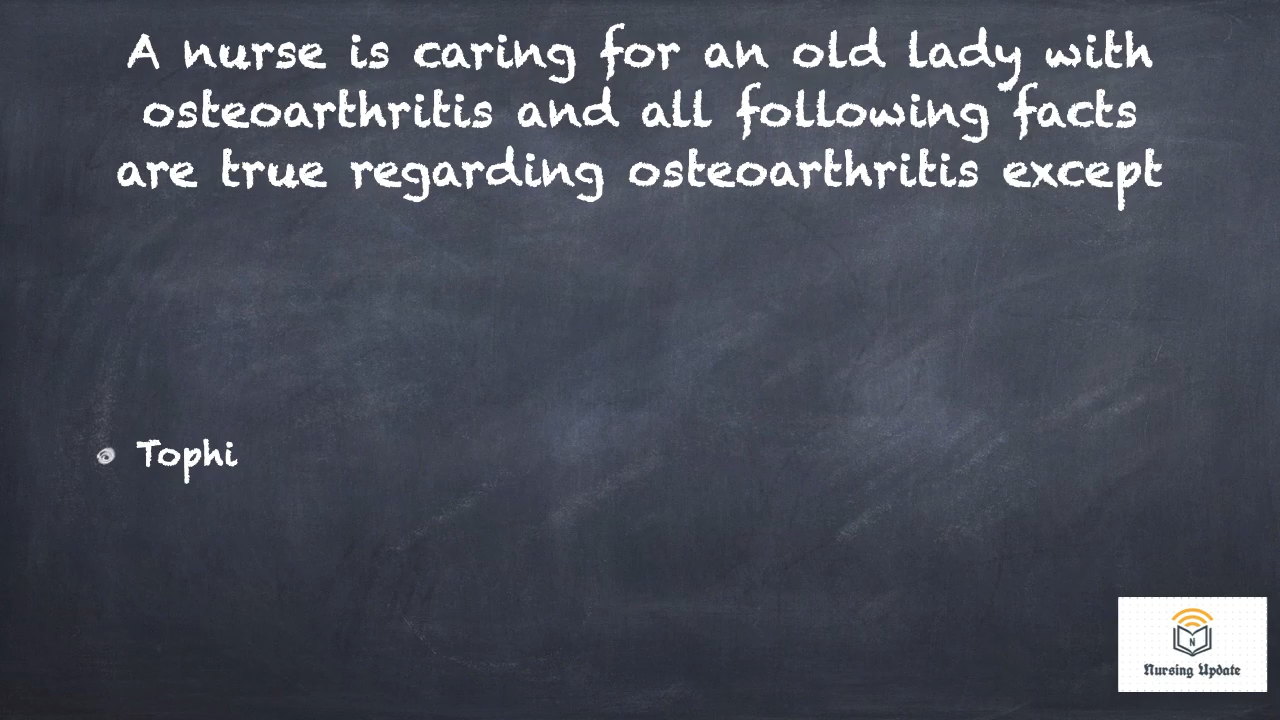 A nurse is caring for an old lady with
osteoarthritis and all following facts
are true regarding osteoarthritis except
Tophi
N
Nursing Update